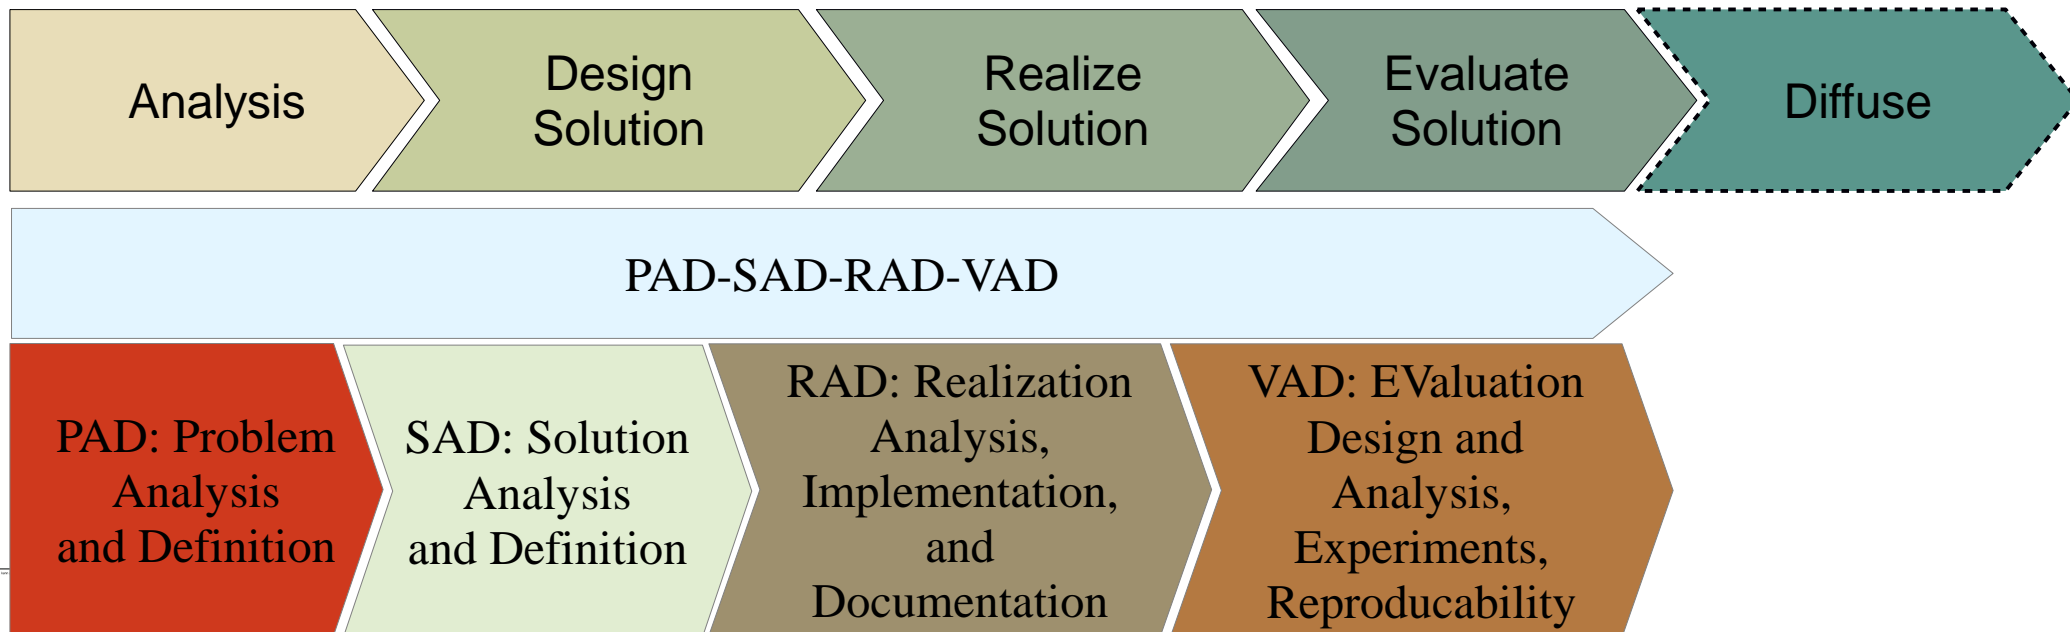 Analysis
Design
Solution
Realize
Solution
Evaluate
Solution
Diffuse
PAD-SAD-RAD-VAD
PAD: Problem
Analysis
and Definition
SAD: Solution
Analysis
and Definition
RAD: Realization
Analysis,
Implementation,
and
Documentation
VAD: EValuation
Design and
Analysis,
Experiments,
Reproducability